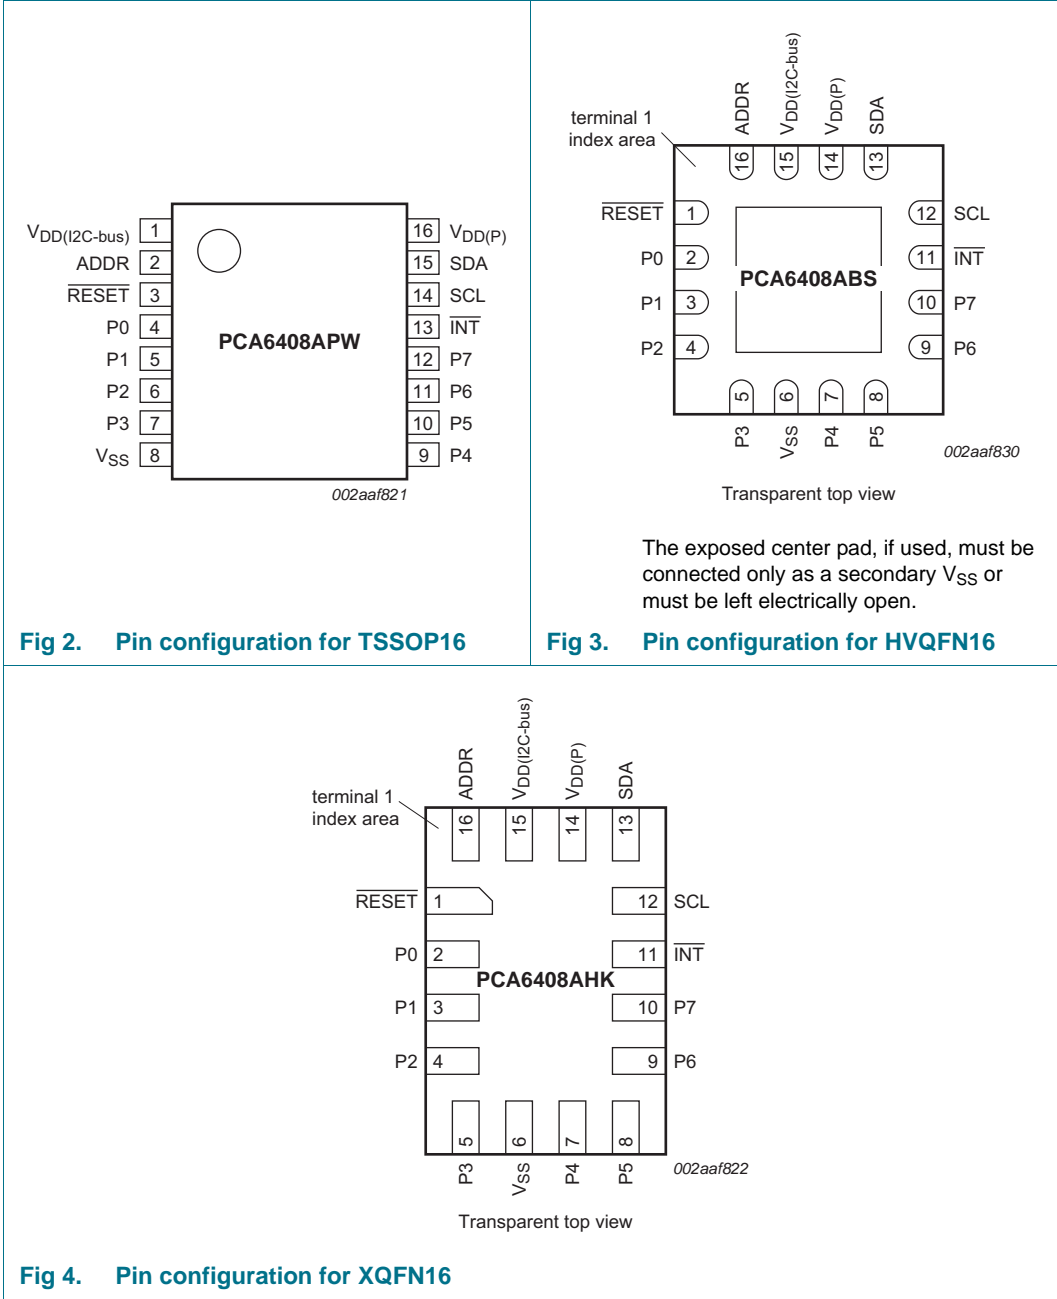 VDD(I2C-bus) 1
ADDR 2
RESET 3
P0 4
P1 5
P2 6
P3 7
VSS 8
PCA6408APW
16 VDD(P)
15 SDA
14 SCL
13 INT
12 P7
11 P6
10 P5
9 P4
002aaf821
Fig 2. Pin configuration for TSSOP16
terminal 1
index area
ADDR
VDD(I2C-bus)
VDD(P)
SDA
16
15
14
13
RESET 1
P0 2
P1 3
P2 4
PCA6408ABS
12 SCL
11 INT
10 P7
9 P6
5
6
7
8
P3
VSS
P4
P5
002aaf830
Transparent top view
The exposed center pad, if used, must be
connected only as a secondary VSS or
must be left electrically open.
Fig 3. Pin configuration for HVQFN16
terminal 1
index area
ADDR
VDD(I2C-bus)
VDD(P)
SDA
16
15
14
13
RESET 1
P0 2
P1 3
P2 4
PCA6408AHK
12 SCL
11 INT
10 P7
9 P6
5
6
7
8
P3
VSS
P4
P5
002aaf822
Transparent top view
Fig 4. Pin configuration for XQFN16